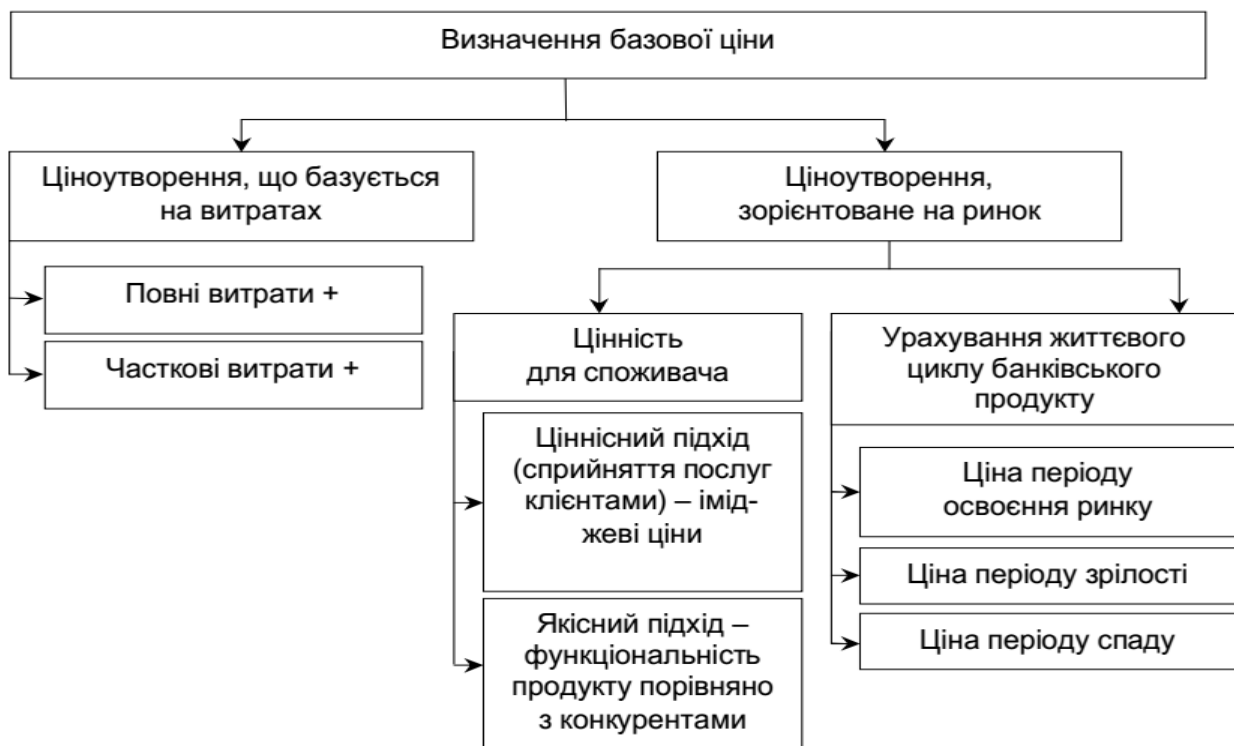 Визначення базової ціни
Ціноутворення, що базується
на витратах
Повні витрати +
Часткові витрати +
Ціноутворення,
зорієнтоване на ринок
Цінність
для споживача
Ціннісний підхід
(сприйняття послуг
клієнтами) – імід-
жеві ціни
Якісний підхід –
функціональність
продукту порівняно
з конкурентами
Урахування життєвого
циклу банківського
продукту
Ціна періоду
освоєння ринку
Ціна періоду зрілості
Ціна періоду спаду